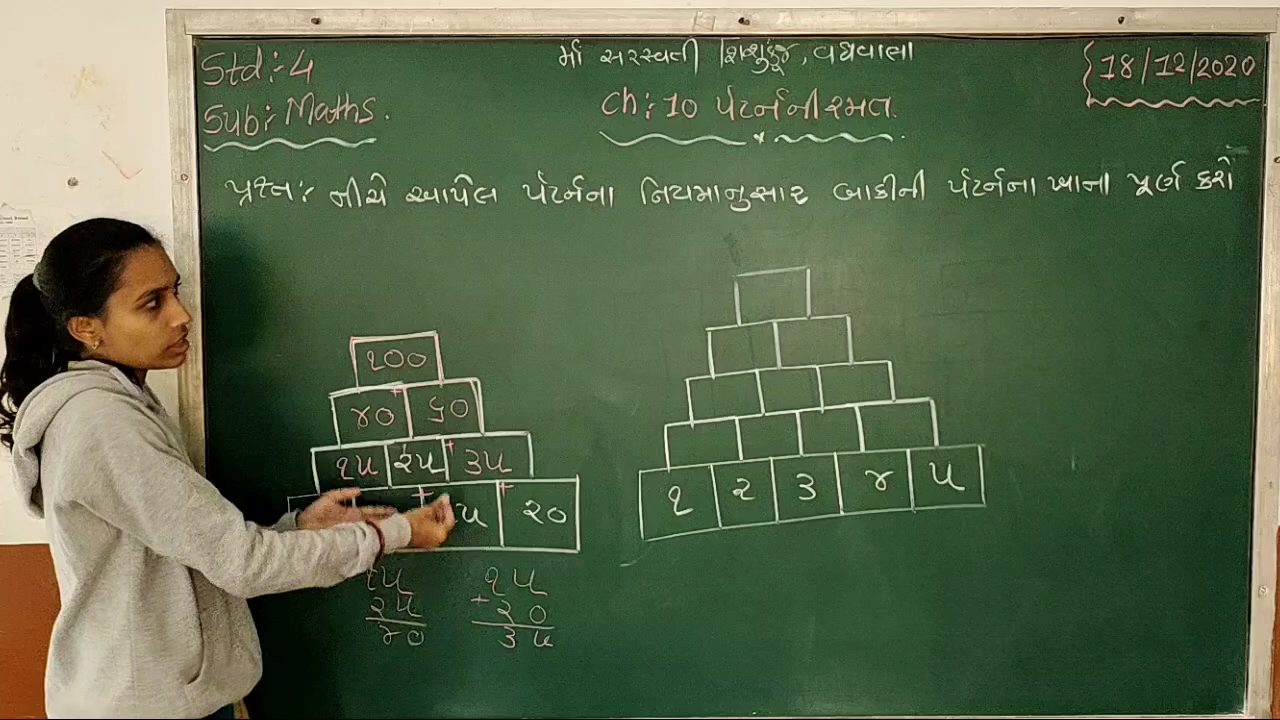 Std:- 4
માં સરસ્વતી શિશુકુંજ, વધાવાલા
{18/12/2020
Sub:- Maths.
Ch:- 10 પેટર્નની રમત.
પ્રશ્ન:- નીચે આપેલ પેટર્નના નિયમાનુસાર બાકીની પેટર્નના ખાના પૂર્ણ કરો
૧૦૦
૪૦ ૬૦
૧૫ ૨૫ ૩૫
૨૦
૧ ૨ ૩ ૪ ૫
૧૫ ૧૫
૨૫ +૨૦
૪૦ ૩૫